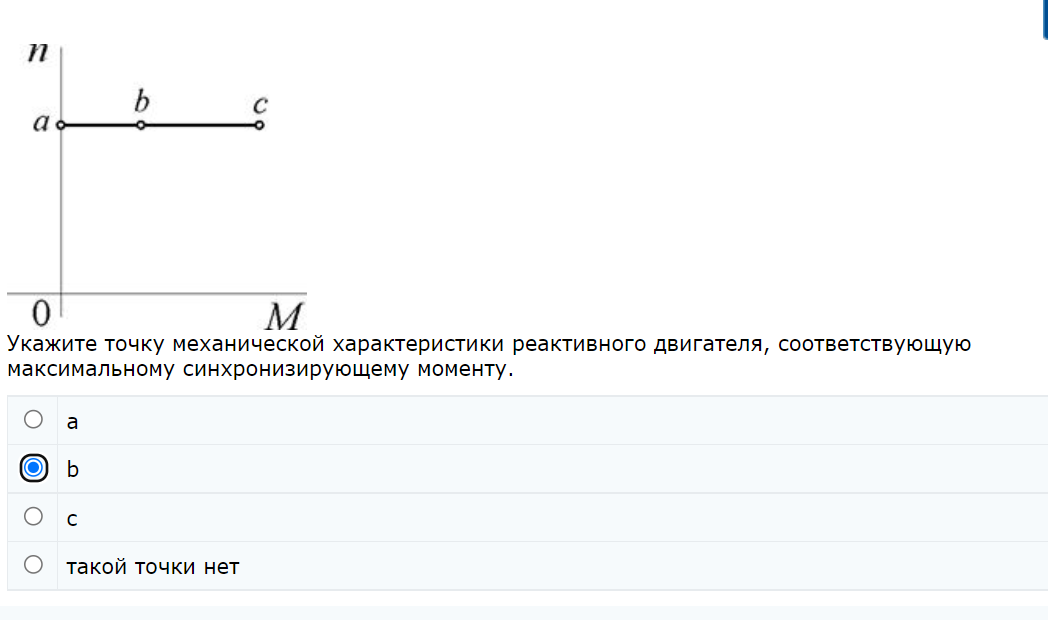 n
b
c
a
0
M
Укажите точку механической характеристики реактивного двигателя, соответствующую
максимальному синхронизирующему моменту.
a
b
c
такой точки нет